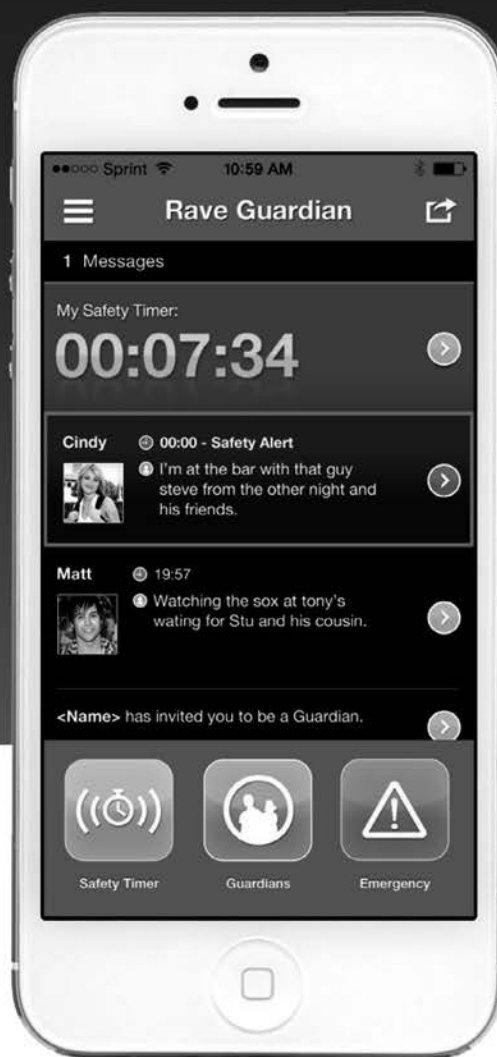 Sprint 10:59 AM
Rave Guardian
1 Messages
My Safety Timer:
00:07:34
Cindy 00:00 - Safety Alert
I'm at the bar with that guy
steve from the other night and
his friends.
Matt 19:57
Watching the sox at tony's
wating for Stu and his cousin.
<Name> has invited you to be a Guardian.
Safety Timer Guardians Emergency